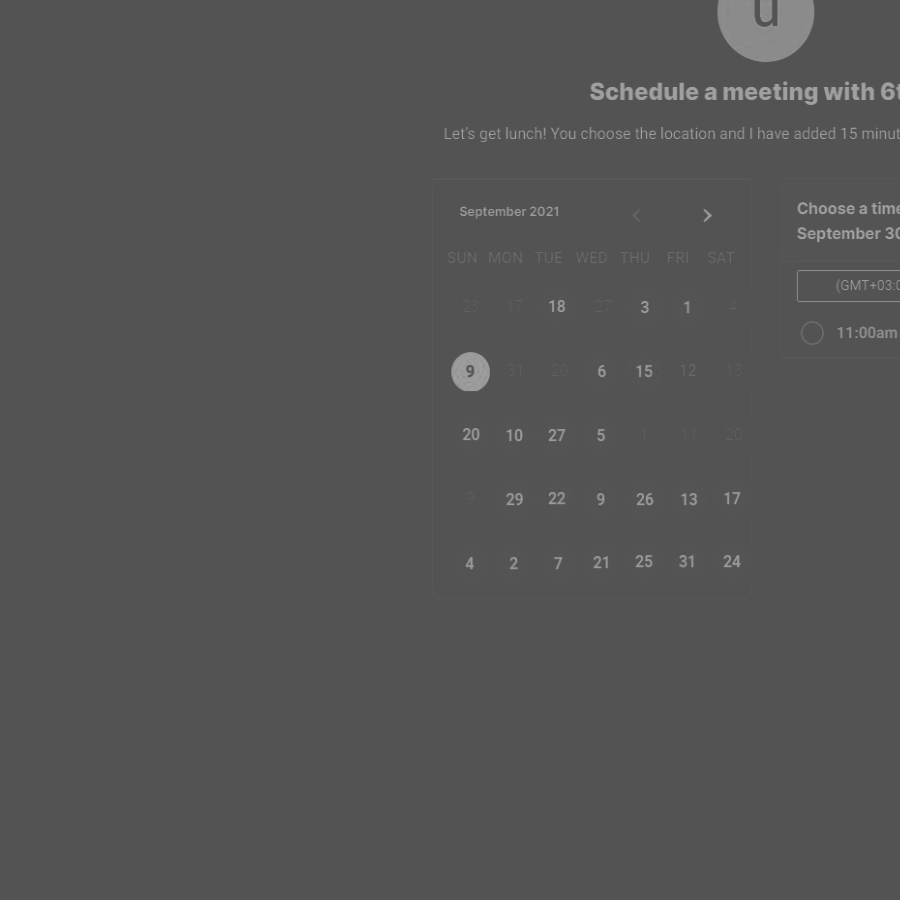 u
Schedule a meeting with 6t
Let's get lunch! You choose the location and I have added 15 minut
September 2021
SUN MON TUE WED THU FRI SAT
23 17 18 27 3 1 4
9 31 20 6 15 12 13
20 10 27 5 1 11 20
9 29 22 9 26 13 17
4 2 7 21 25 31 24
Choose a time
September 30
(GMT+03:0
11:00am